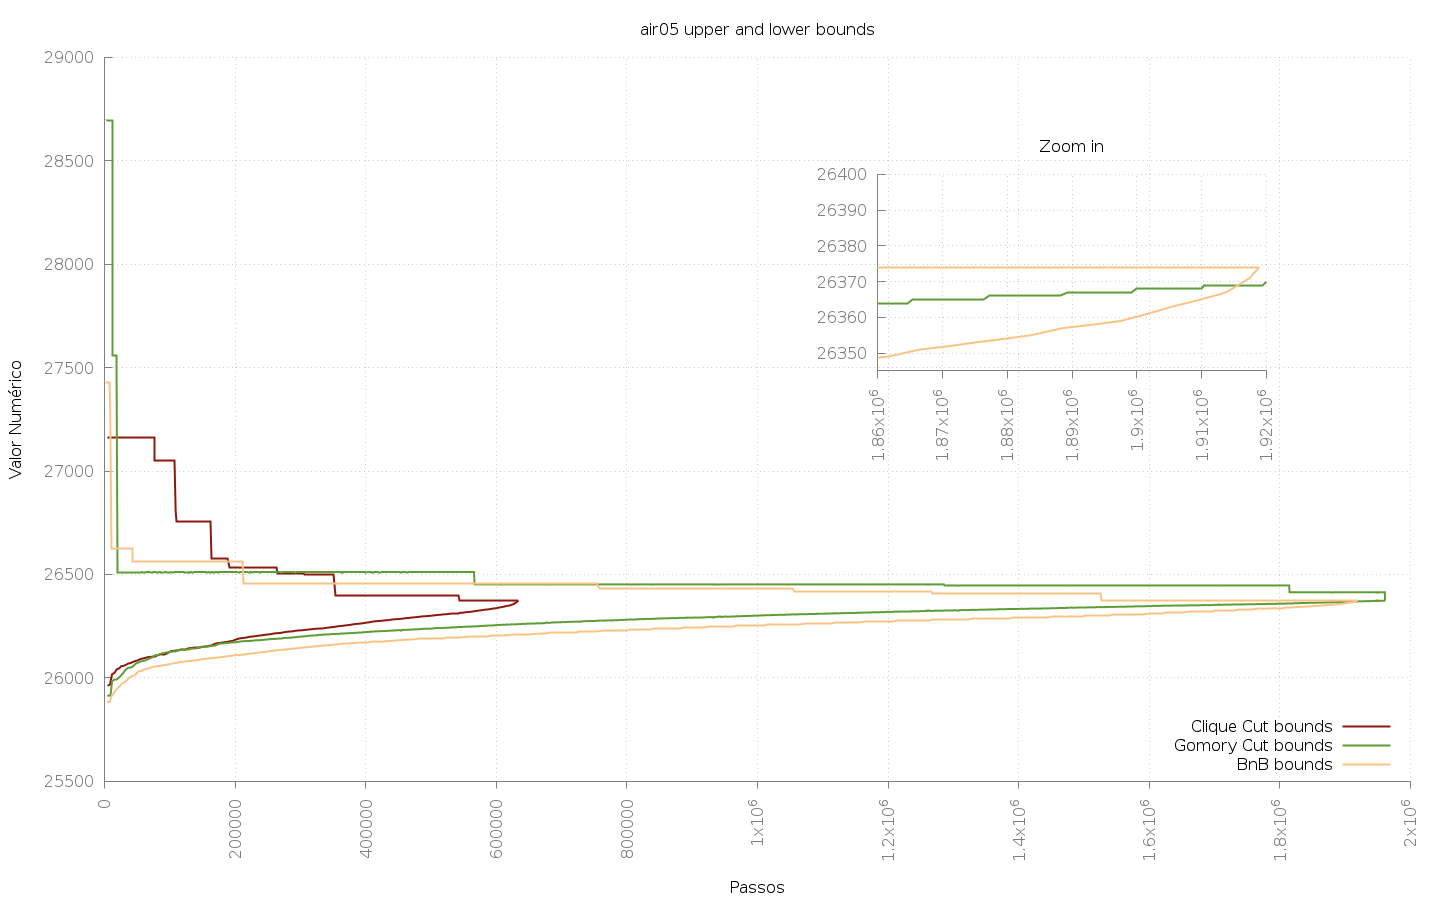 air05 upper and lower bounds
29000
28500
28000
27500
27000
26500
26000
25500
Valor Numérico
0
200000
400000
600000
800000
1x10⁶
1.2x10⁶
1.4x10⁶
1.6x10⁶
1.8x10⁶
2x10⁶
Passos
Zoom in
26400
26390
26380
26370
26360
26350
1.86x10⁶
1.87x10⁶
1.88x10⁶
1.89x10⁶
1.9x10⁶
1.91x10⁶
1.92x10⁶
Clique Cut bounds
Gomory Cut bounds
BnB bounds